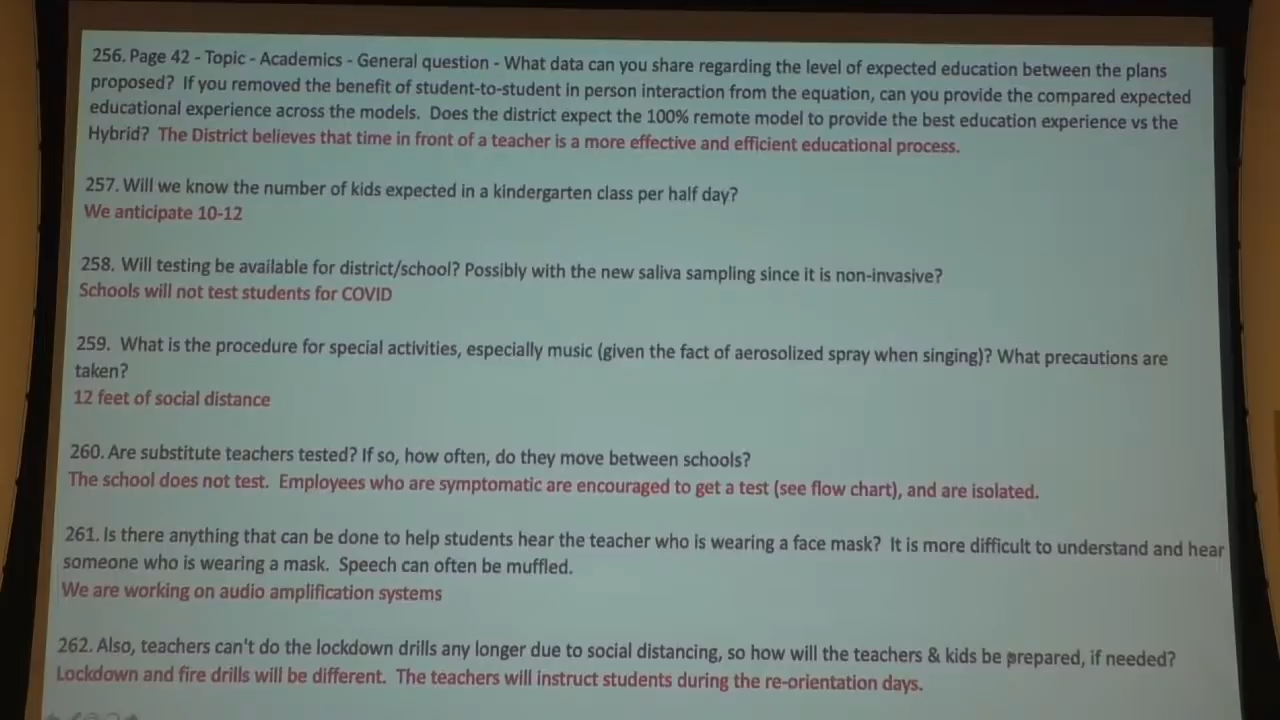 256. Page 42 - Topic - Academics - General question - What data can you share regarding the level of expected education between the plans
proposed? If you removed the benefit of student-to-student in person interaction from the equation, can you provide the compared expected
educational experience across the models. Does the district expect the 100% remote model to provide the best education experience vs the
Hybrid? The District believes that time in front of a teacher is a more effective and efficient educational process.
257. Will we know the number of kids expected in a kindergarten class per half day?
We anticipate 10-12
258. Will testing be available for district/school? Possibly with the new saliva sampling since it is non-invasive?
Schools will not test students for COVID
259. What is the procedure for special activities, especially music (given the fact of aerosolized spray when singing)? What precautions are
taken?
12 feet of social distance
260. Are substitute teachers tested? If so, how often, do they move between schools?
The school does not test. Employees who are symptomatic are encouraged to get a test (see flow chart), and are isolated.
261. Is there anything that can be done to help students hear the teacher who is wearing a face mask? It is more difficult to understand and hear
someone who is wearing a mask. Speech can often be muffled.
We are working on audio amplification systems
262. Also, teachers can't do the lockdown drills any longer due to social distancing, so how will the teachers & kids be prepared, if needed?
Lockdown and fire drills will be different. The teachers will instruct students during the re-orientation days.